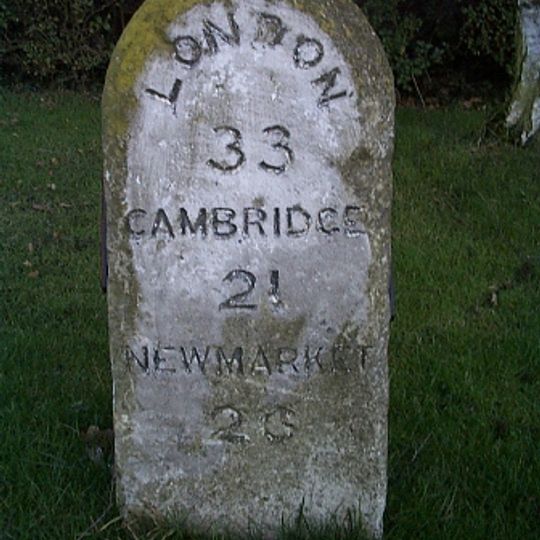 LONDON
33
CAMBRIDGE
21
NEWMARKET